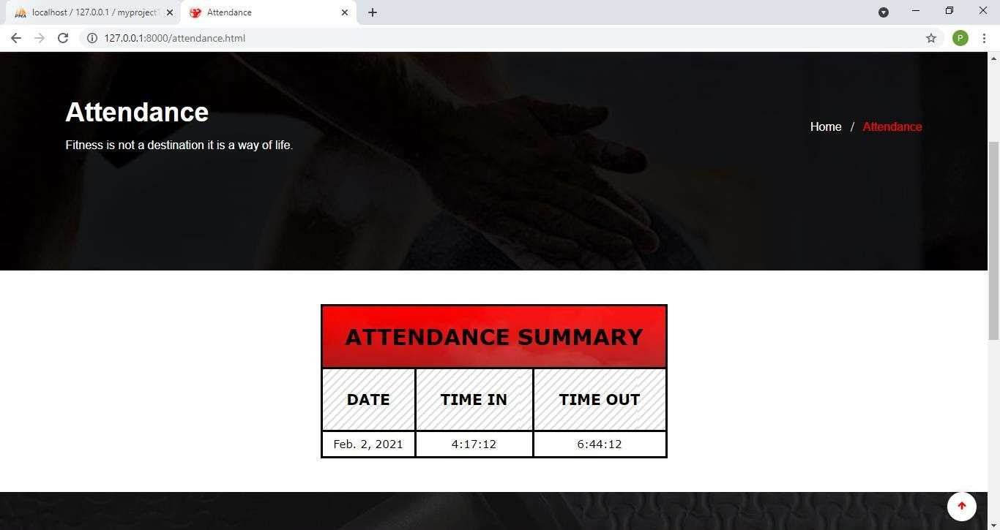 PMA
localhost / 127.0.0.1 / myproject
Attendance
127.0.0.1:8000/attendance.html
P
Attendance
Home / Attendance
Fitness is not a destination it is a way of life.
ATTENDANCE SUMMARY
DATE TIME IN TIME OUT
Feb. 2, 2021 4:17:12 6:44:12